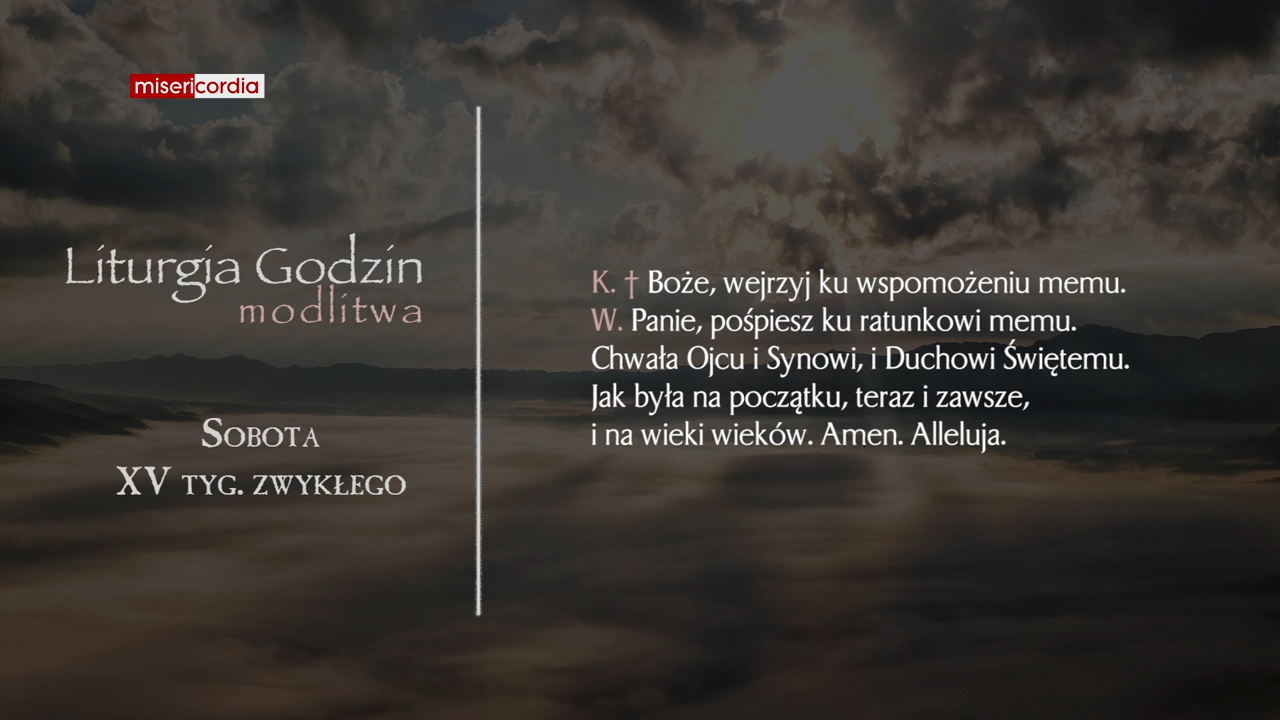 misericordia
Liturgia Godzin
modlitwa
Sobota
XV tyg. zwykłego
K. † Boże, wejrzyj ku wspomożeniu memu.
W. Panie, pośpiesz ku ratunkowi memu.
Chwała Ojcu i Synowi, i Duchowi Świętemu.
Jak była na początku, teraz i zawsze,
i na wieki wieków. Amen. Alleluja.